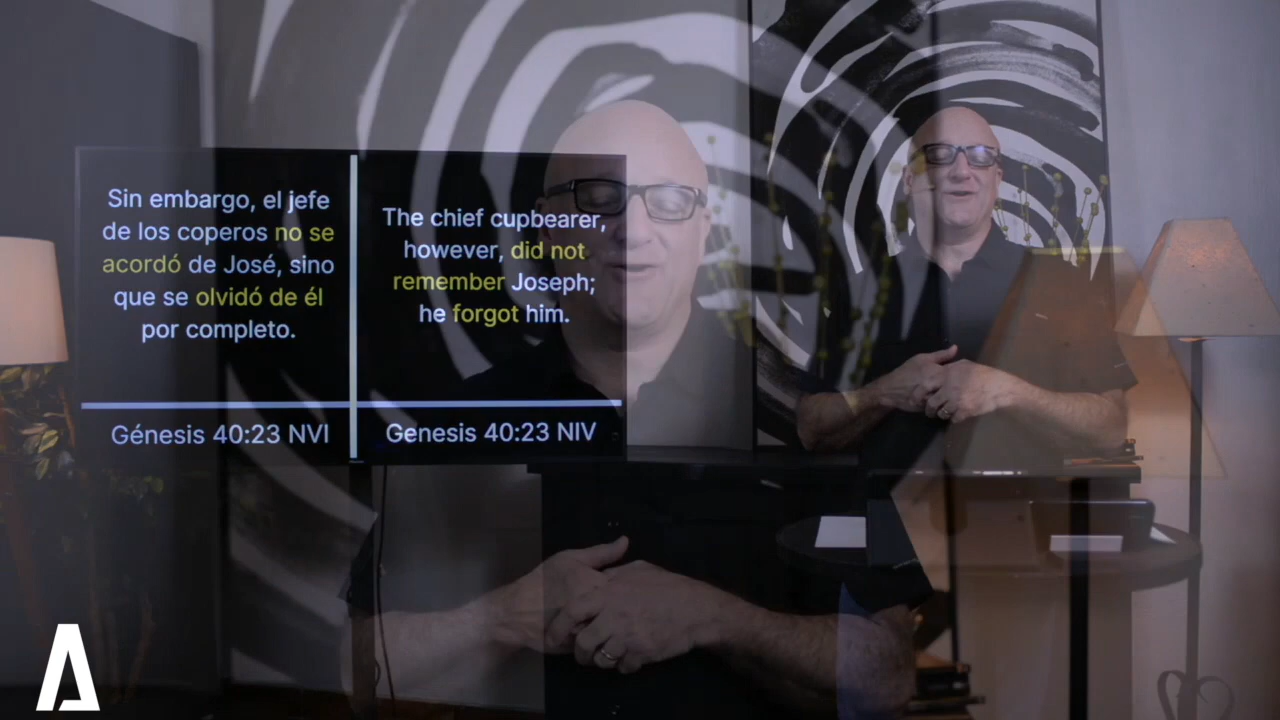 Sin embargo, el jefe
de los coperos no se
acordó de José, sino
que se olvidó de él
por completo.
Génesis 40:23 NVI
The chief cupbearer,
however, did not
remember Joseph;
he forgot him.
Genesis 40:23 NIV